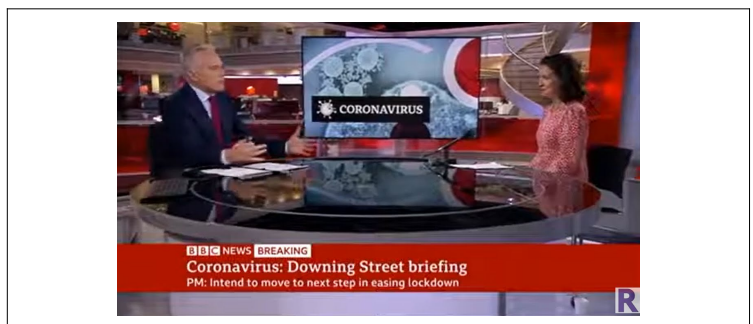 CORONAVIRUS
BBC NEWS BREAKING
Coronavirus: Downing Street briefing
PM: Intend to move to next step in easing lockdown
R